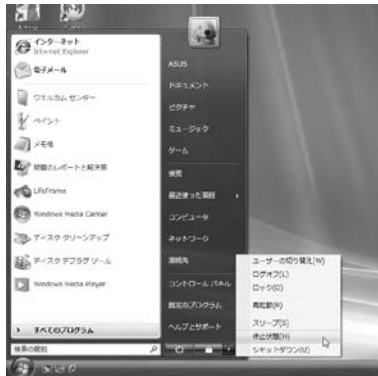 インターネット
Internet Explorer
電子メール
ウエルカム センター
ペイント
メモ帳
問題のレポートと解決策
LifeFrame
Windows Media Center
ディスク クリーンアップ
ディスク デフラグ ツール
Windows Media Player
すべてのプログラム
検索の開始
ASUS
ドキュメント
ピクチャ
ミュージック
ゲーム
検索
最近使った項目
コンピュータ
ネットワーク
接続先
コントロール パネル
既定のプログラム
ヘルプとサポート
ユーザーの切り替え(W)
ログオフ(L)
ロック(O)
再起動(R)
スリープ(S)
休止状態(H)
シャットダウン(U)